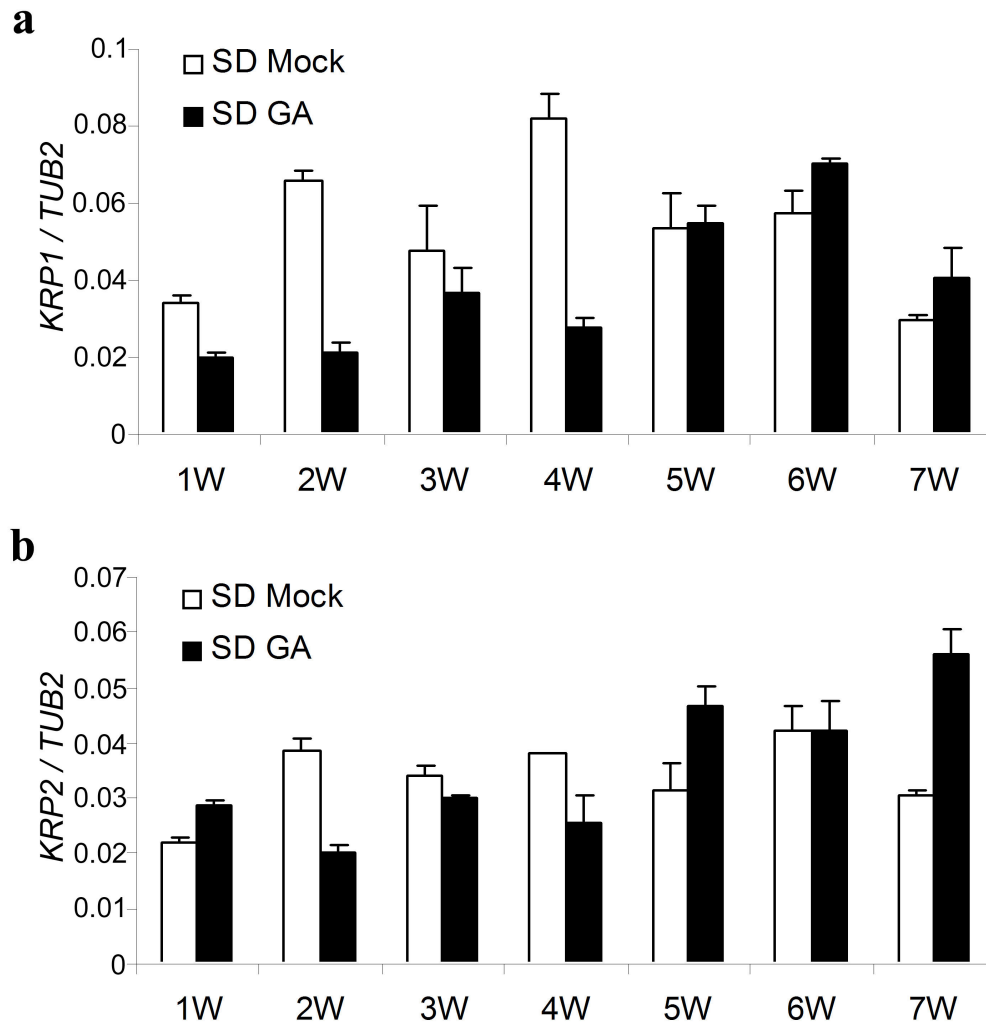 a
KRP1 / TUB2
0.1
0.08
0.06
0.04
0.02
0
SD Mock
SD GA
1W 2W 3W 4W 5W 6W 7W
b
KRP2 / TUB2
0.07
0.06
0.05
0.04
0.03
0.02
0.01
0
SD Mock
SD GA
1W 2W 3W 4W 5W 6W 7W